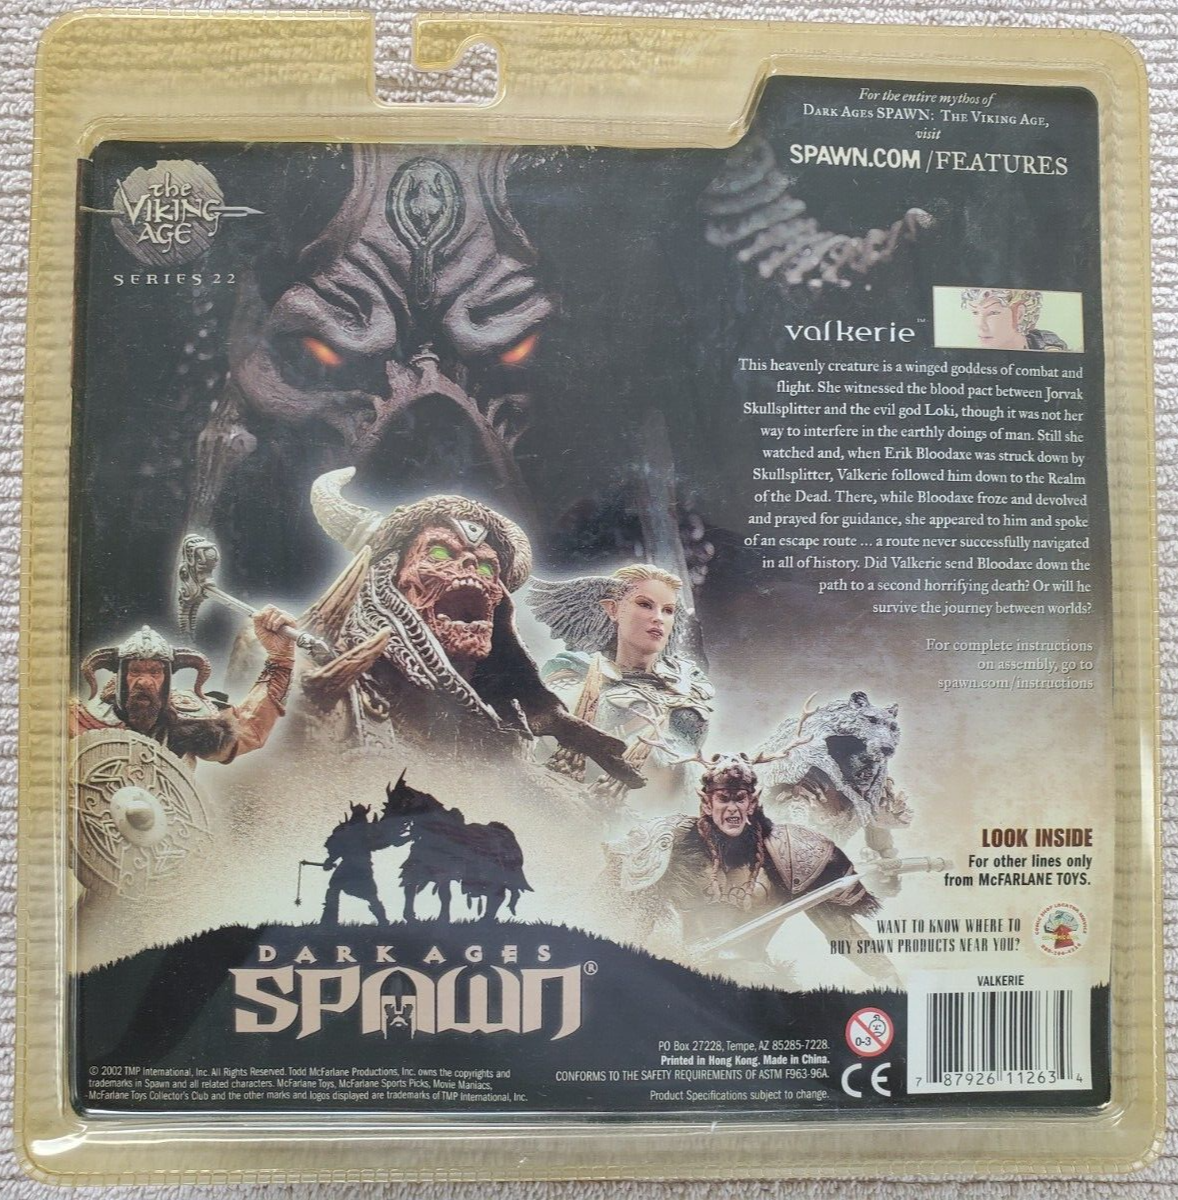 For the entire mythos of
DARK AGES SPAWN: THE VIKING AGE,
visit
SPAWN.COM/FEATURES
the
VIKING
AGE
SERIES 22
valkerie™
This heavenly creature is a winged goddess of combat and
flight. She witnessed the blood pact between Jorvak
Skullsplitter and the evil god Loki, though it was not her
way to interfere in the earthly doings of man. Still she
watched and, when Erik Bloodaxe was struck down by
Skullsplitter, Valkerie followed him down to the Realm
of the Dead. There, while Bloodaxe froze and devolved
and prayed for guidance, she appeared to him and spoke
of an escape route ... a route never successfully navigated
in all of history. Did Valkerie send Bloodaxe down the
path to a second horrifying death? Or will he
survive the journey between worlds?
For complete instructions
on assembly, go to
spawn.com/instructions
LOOK INSIDE
For other lines only
from McFARLANE TOYS.
WANT TO KNOW WHERE TO
BUY SPAWN PRODUCTS NEAR YOU?
COMIC SHOP LOCATOR SERVICE
DARK AGES
SPAWN®
VALKERIE
0-3
CE
7 87926 11263 4
PO Box 27228, Tempe, AZ 85285-7228.
Printed in Hong Kong. Made in China.
CONFORMS TO THE SAFETY REQUIREMENTS OF ASTM F963-96A.
Product Specifications subject to change.
© 2002 TMP International, Inc. All Rights Reserved. Todd McFarlane Productions, Inc. owns the copyrights and
trademarks in Spawn and all related characters. McFarlane Toys, McFarlane Sports Picks, Movie Maniacs,
McFarlane Toys Collector's Club and the other marks and logos displayed are trademarks of TMP International, Inc.